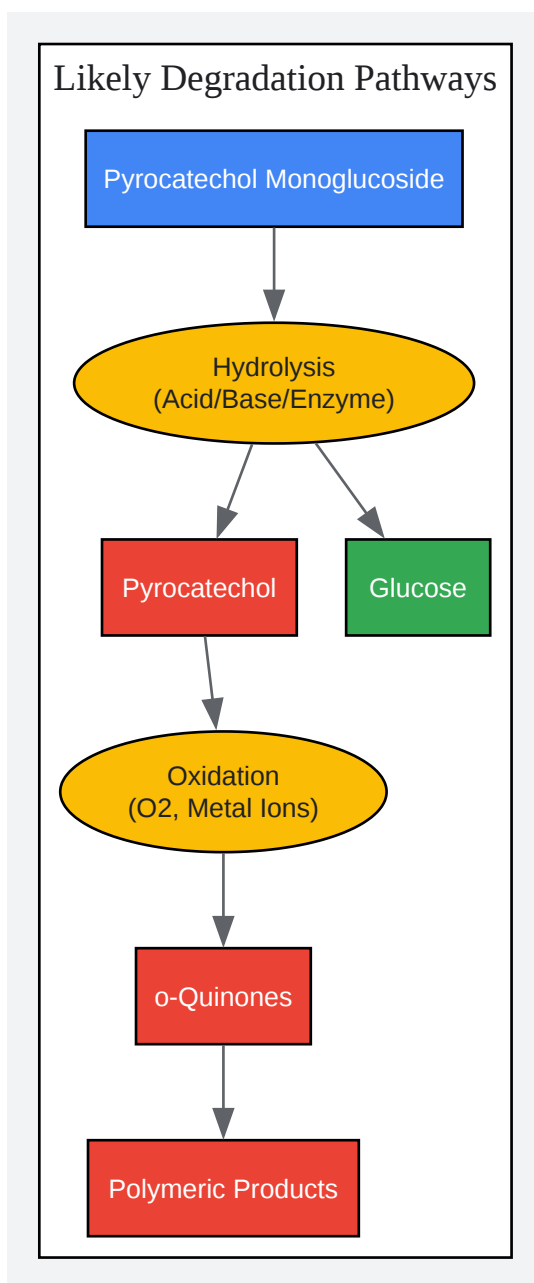 Likely Degradation Pathways
Pyrocatechol Monoglucoside
Hydrolysis
(Acid/Base/Enzyme)
Pyrocatechol
Glucose
Oxidation
(O2, Metal Ions)
o-Quinones
Polymeric Products